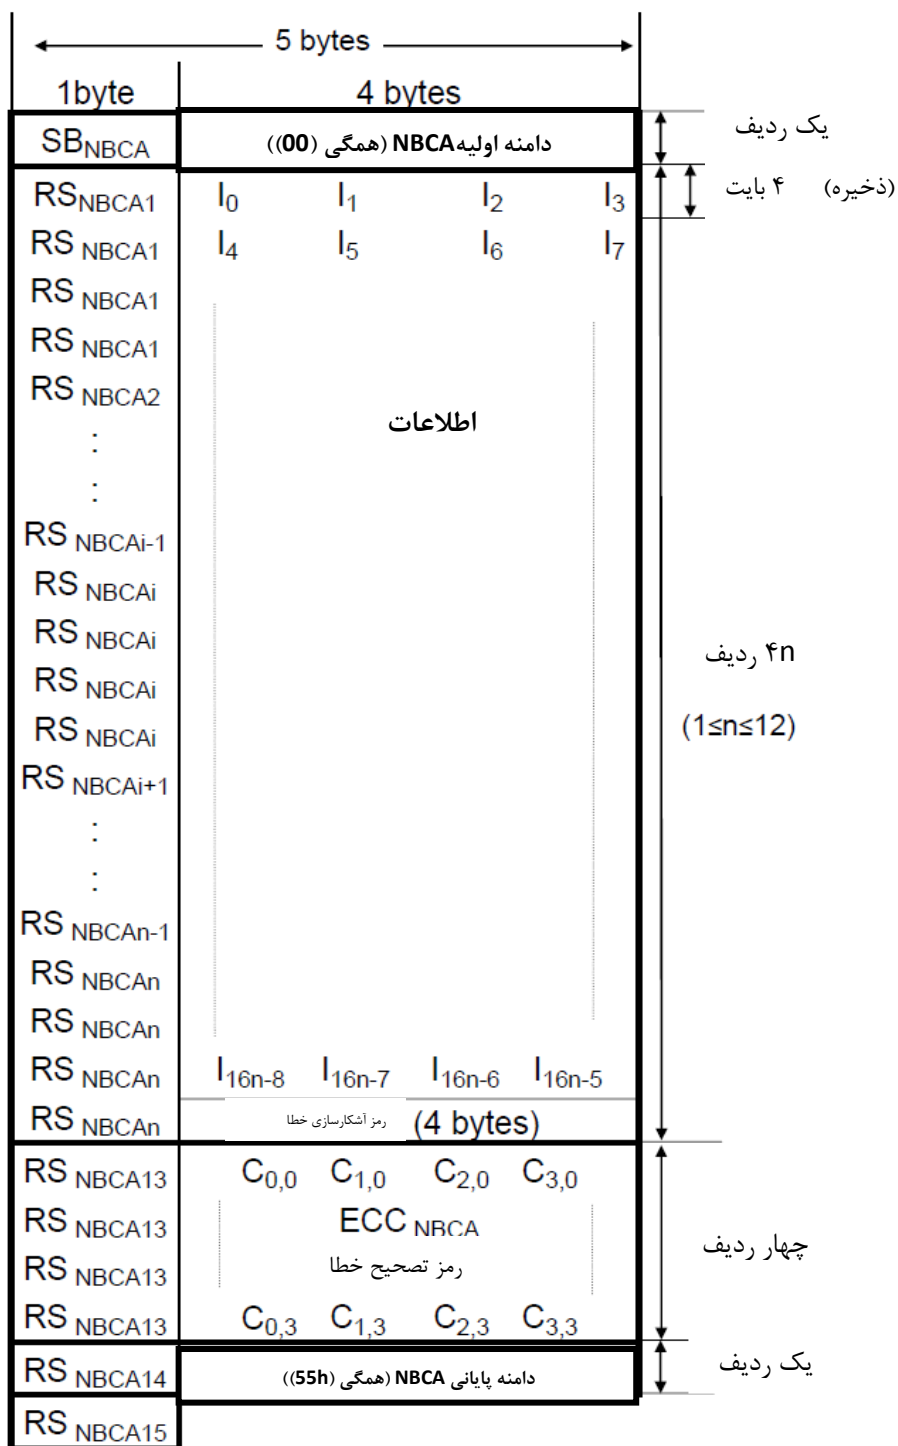 5 bytes
1byte 4 bytes
SB NBCA دامنه اولیه NBCA (همگی (00)) یک ردیف
RS NBCA1 I0 I1 I2 I3 ۴ بایت (ذخیره)
RS NBCA1 I4 I5 I6 I7
RS NBCA1
RS NBCA1
RS NBCA2
اطلاعات
:
:
RS NBCAi-1
RS NBCAi
RS NBCAi
RS NBCAi ۴n ردیف
RS NBCAi (1≤n≤12)
RS NBCAi+1
:
:
RS NBCAn-1
RS NBCAn
RS NBCAn
RS NBCAn I16n-8 I16n-7 I16n-6 I16n-5
RS NBCAn رمز آشکارسازی خطا (4 bytes)
RS NBCA13 C0,0 C1,0 C2,0 C3,0
RS NBCA13 ECC NBCA چهار ردیف
RS NBCA13 رمز تصحیح خطا
RS NBCA13 C0,3 C1,3 C2,3 C3,3
RS NBCA14 دامنه پایانی NBCA (همگی (55h)) یک ردیف
RS NBCA15